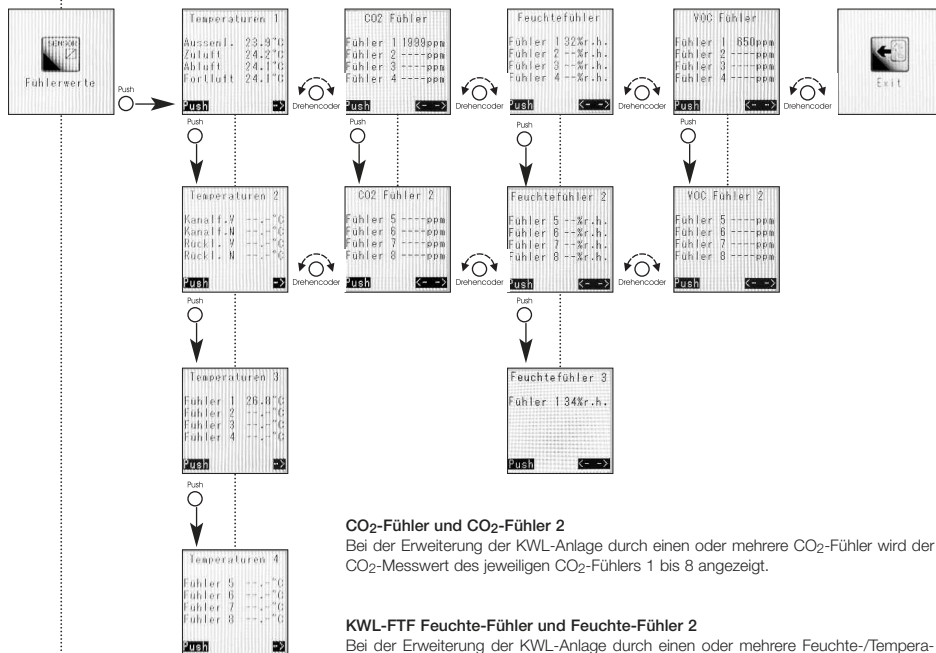 SENSOR
Fühlerwerte
Push
Temperaturen 1
Aussenl. 23.9°C
Zuluft 24.2°C
Abluft 24.1°C
Fortluft 24.1°C
Push ->
Drehencoder
CO2 Fühler
Fühler 1 1999ppm
Fühler 2 ----ppm
Fühler 3 ----ppm
Fühler 4 ----ppm
Push <- ->
Drehencoder
Feuchtefühler
Fühler 1 32%r.h.
Fühler 2 --%r.h.
Fühler 3 --%r.h.
Fühler 4 --%r.h.
Push <- ->
Drehencoder
VOC Fühler
Fühler 1 650ppm
Fühler 2 ----ppm
Fühler 3 ----ppm
Fühler 4 ----ppm
Push <- ->
Drehencoder
Exit
Push
Push
Push
Push
Temperaturen 2
Kanalf.V --.-°C
Kanalf.N --.-°C
Rückl. V --.-°C
Rückl. N --.-°C
Push ->
Drehencoder
CO2 Fühler 2
Fühler 5 ----ppm
Fühler 6 ----ppm
Fühler 7 ----ppm
Fühler 8 ----ppm
Push <- ->
Drehencoder
Feuchtefühler 2
Fühler 5 --%r.h.
Fühler 6 --%r.h.
Fühler 7 --%r.h.
Fühler 8 --%r.h.
Push <- ->
Drehencoder
VOC Fühler 2
Fühler 5 ----ppm
Fühler 6 ----ppm
Fühler 7 ----ppm
Fühler 8 ----ppm
Push <- ->
Push
Push
Temperaturen 3
Fühler 1 26.8°C
Fühler 2 --.-°C
Fühler 3 --.-°C
Fühler 4 --.-°C
Push ->
Feuchtefühler 3
Fühler 1 34%r.h.
Push <- ->
Push
Temperaturen 4
Fühler 5 --.-°C
Fühler 6 --.-°C
Fühler 7 --.-°C
Fühler 8 --.-°C
Push ->
CO2-Fühler und CO2-Fühler 2
Bei der Erweiterung der KWL-Anlage durch einen oder mehrere CO2-Fühler wird der
CO2-Messwert des jeweiligen CO2-Fühlers 1 bis 8 angezeigt.
KWL-FTF Feuchte-Fühler und Feuchte-Fühler 2
Bei der Erweiterung der KWL-Anlage durch einen oder mehrere Feuchte-/Tempera-